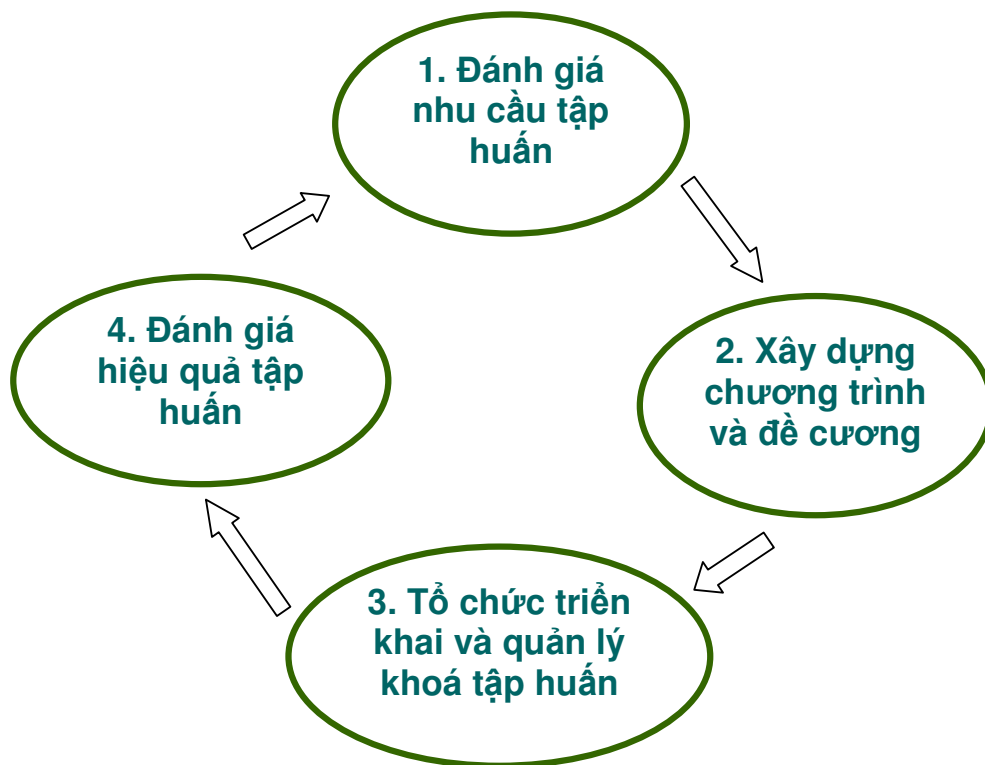 1. Đánh giá
nhu cầu tập
huấn
2. Xây dựng
chương trình
và đề cương
3. Tổ chức triển
khai và quản lý
khoá tập huấn
4. Đánh giá
hiệu quả tập
huấn